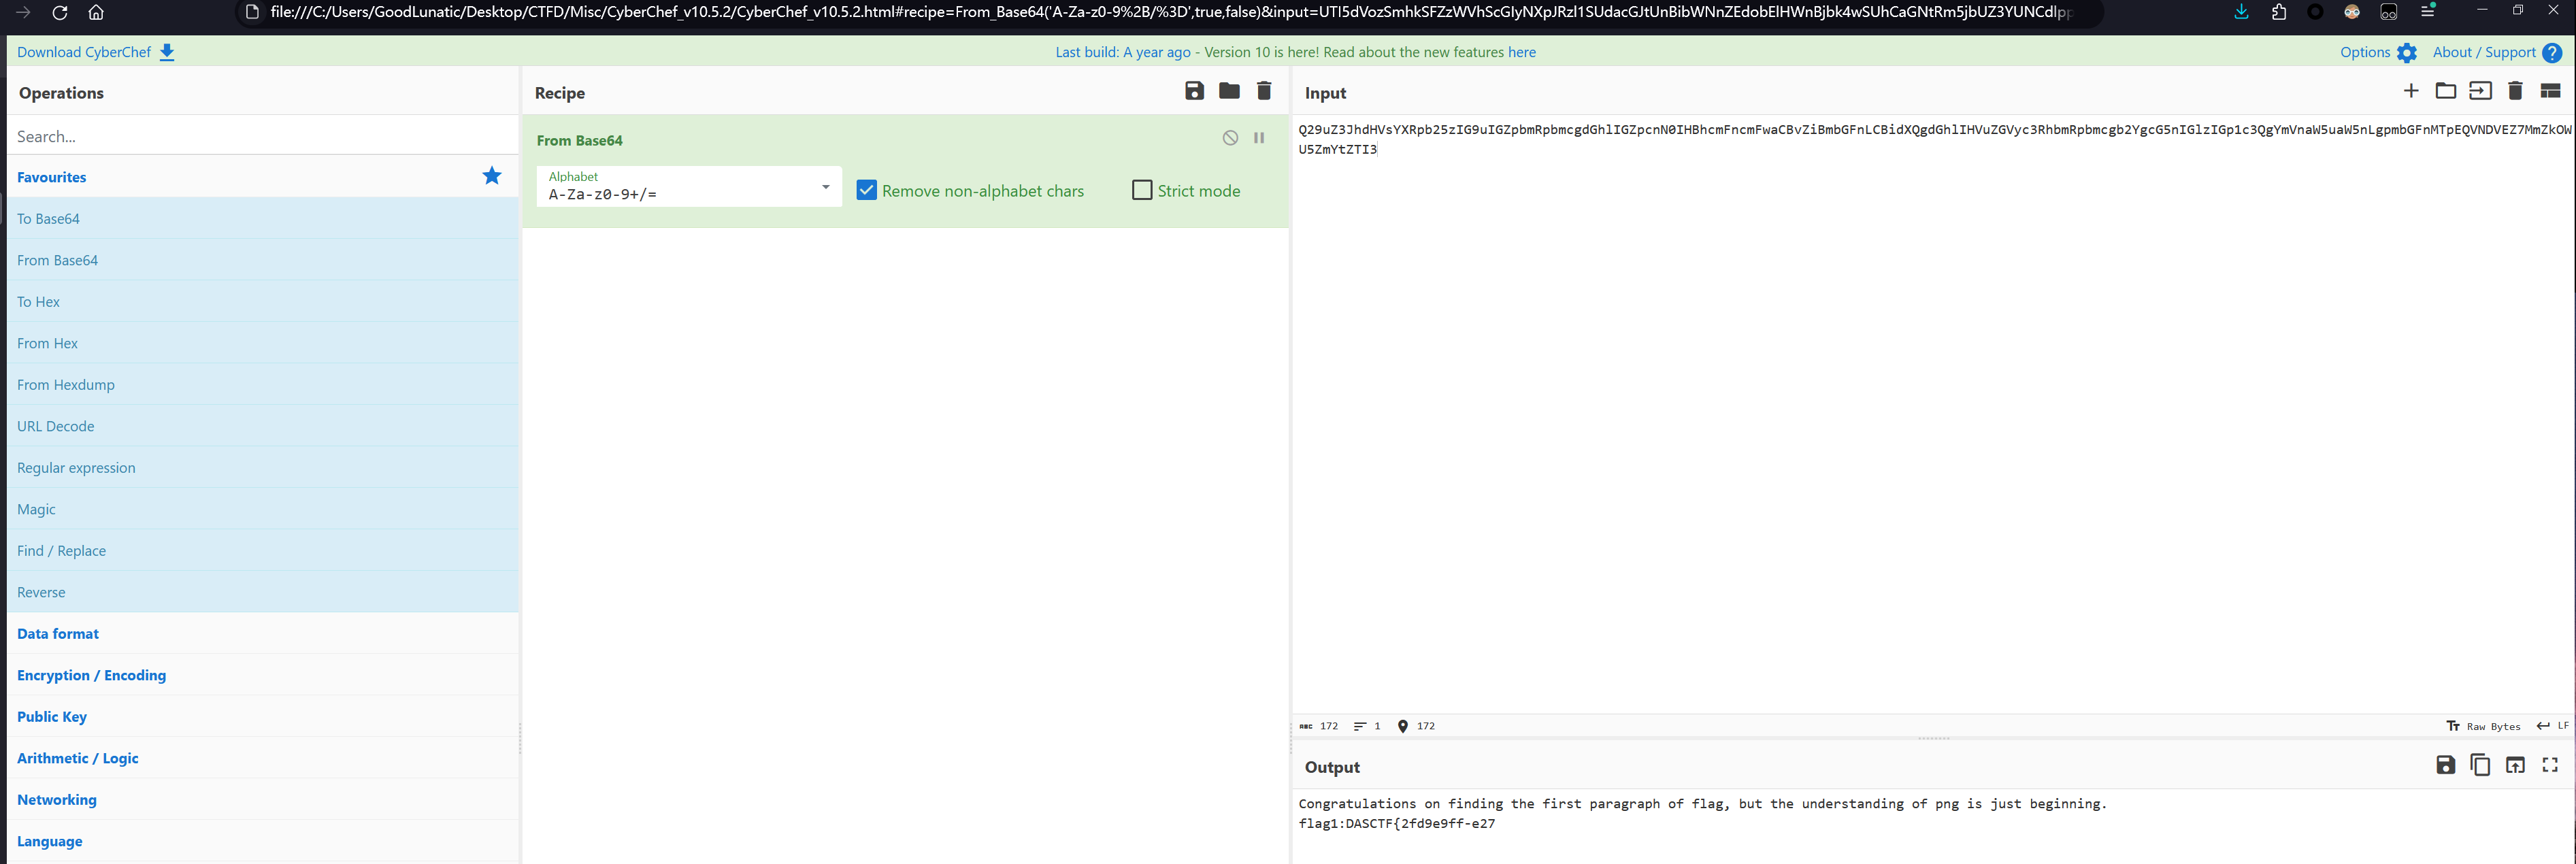 file:///C:/Users/GoodLunatic/Desktop/CTFD/Misc/CyberChef_v10.5.2/CyberChef_v10.5.2.html#recipe=From_Base64('A-Za-z0-9%2B/%3D',true,false)&input=UTI5dVozSmhkSFZzWVhScGIyNXpJRzl1SUdacGJtUnBibWNnZEdobElHWnBjbk4wSUhCaGNtRm5jbUZ3YUNCdlpp
Download CyberChef
Last build: A year ago - Version 10 is here! Read about the new features here
Options
About / Support
Operations
Search...
Favourites
To Base64
From Base64
To Hex
From Hex
From Hexdump
URL Decode
Regular expression
Magic
Find / Replace
Reverse
Data format
Encryption / Encoding
Public Key
Arithmetic / Logic
Networking
Language
Recipe
From Base64
Alphabet
A-Za-z0-9+/=
Remove non-alphabet chars
Strict mode
Input
Q29uZ3JhdHVsYXRpb25zIG9uIGZpbmRpbmcgdGhlIGZpcnN0IHBhcmFncmFwaCBvZiBmbGFnLCBidXQgdGhlIHVuZGVyc3RhbmRpbmcgb2YgcG5nIGlzIGp1c3QgYmVnaW5uaW5nLgpmbGFnMTpEQVNDVEZ7MmZkOW
U5ZmYtZTI3
ABC 172 1 172
Raw Bytes LF
Output
Congratulations on finding the first paragraph of flag, but the understanding of png is just beginning.
flag1:DASCTF{2fd9e9ff-e27